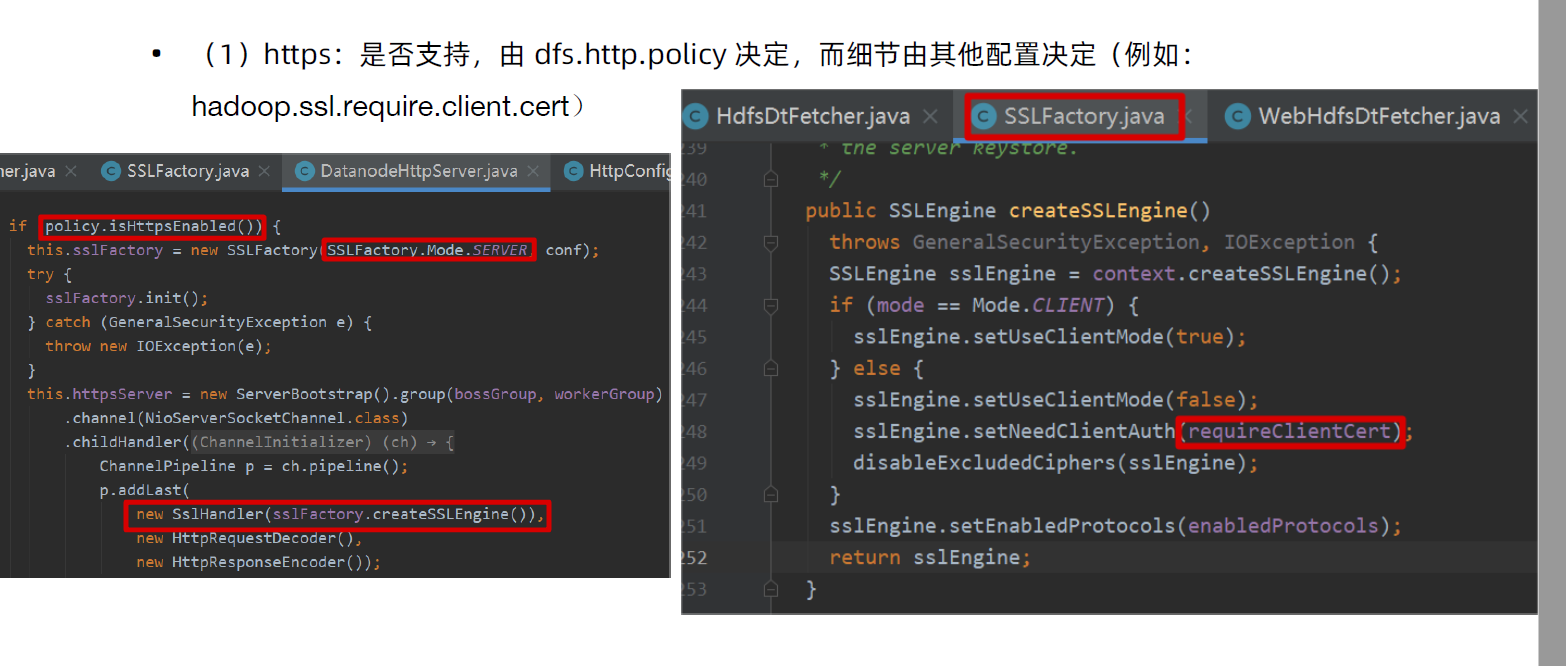 • （1）https：是否支持，由 dfs.http.policy 决定，而细节由其他配置决定（例如：
hadoop.ssl.require.client.cert）
er.java × SSLFactory.java × DatanodeHttpServer.java × HttpConfig
if policy.isHttpsEnabled()) {
this.sslFactory = new SSLFactory(SSLFactory.Mode.SERVER, conf);
try {
sslFactory.init();
} catch (GeneralSecurityException e) {
throw new IOException(e);
}
this.httpsServer = new ServerBootstrap().group(bossGroup, workerGroup)
.channel(NioServerSocketChannel.class)
.childHandler((ChannelInitializer) (ch) → {
ChannelPipeline p = ch.pipeline();
p.addLast(
new SslHandler(sslFactory.createSSLEngine()),
new HttpRequestDecoder(),
new HttpResponseEncoder());
C HdfsDtFetcher.java × C SSLFactory.java × C WebHdfsDtFetcher.java ×
239 * the server keystore.
240 */
241 public SSLEngine createSSLEngine()
242 throws GeneralSecurityException, IOException {
243 SSLEngine sslEngine = context.createSSLEngine();
244 if (mode == Mode.CLIENT) {
245 sslEngine.setUseClientMode(true);
246 } else {
247 sslEngine.setUseClientMode(false);
248 sslEngine.setNeedClientAuth(requireClientCert);
249 disableExcludedCiphers(sslEngine);
250 }
251 sslEngine.setEnabledProtocols(enabledProtocols);
252 return sslEngine;
253 }